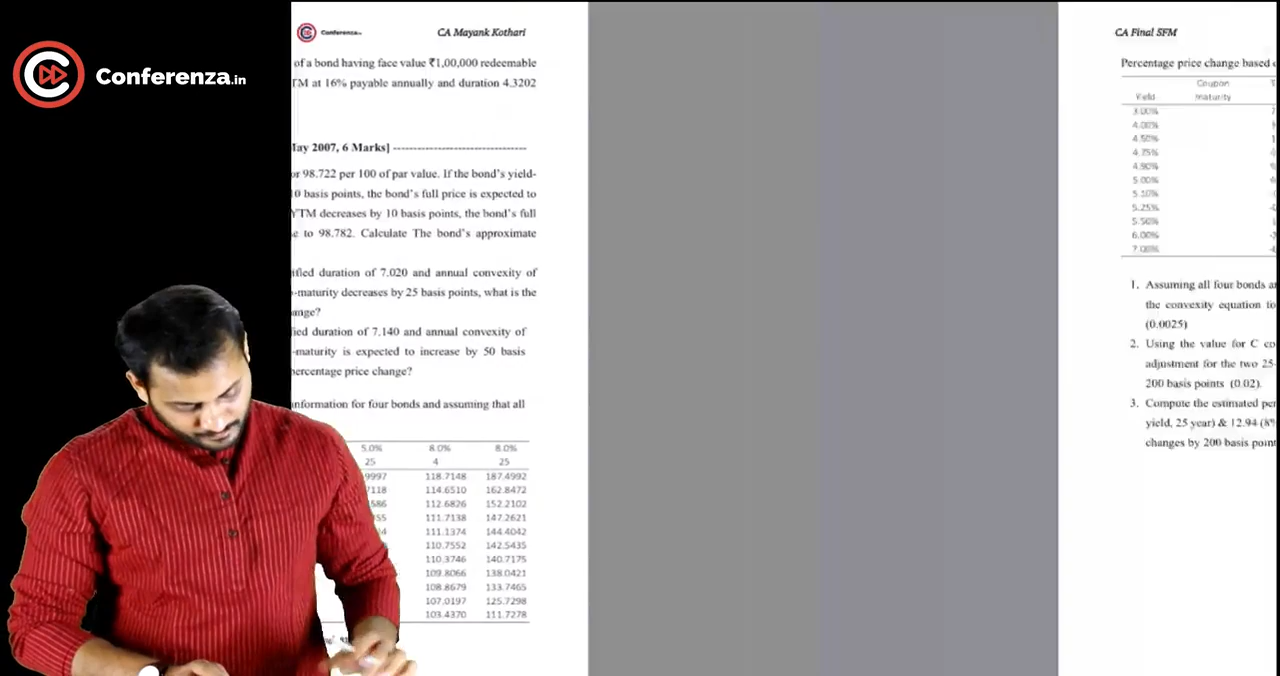 Conferenza.in
Conferenza.in
CA Mayank Kothari
of a bond having face value ₹1,00,000 redeemable
TM at 16% payable annually and duration 4.3202
May 2007, 6 Marks] --------------------------------
or 98.722 per 100 of par value. If the bond's yield-
0 basis points, the bond's full price is expected to
YTM decreases by 10 basis points, the bond's full
e to 98.782. Calculate The bond's approximate
ified duration of 7.020 and annual convexity of
-maturity decreases by 25 basis points, what is the
ange?
ied duration of 7.140 and annual convexity of
-maturity is expected to increase by 50 basis
percentage price change?
information for four bonds and assuming that all
5.0% 8.0% 8.0%
25 4 25
9997 118.7148 187.4992
7118 114.6510 162.8472
586 112.6826 152.2102
455 111.7138 147.2621
4 111.1374 144.4042
110.7552 142.5435
110.3746 140.7175
109.8066 138.0421
108.8679 133.7465
107.0197 125.7298
103.4370 111.7278
CA Final SFM
Percentage price change based
Coupon
Yield maturity
3.00%
4.00%
4.50%
4.75%
4.90%
5.00%
5.10%
5.25%
5.50%
6.00%
7.00%
1. Assuming all four bonds a
the convexity equation fo
(0.0025)
2. Using the value for C co
adjustment for the two 25-
200 basis points (0.02).
3. Compute the estimated per
yield, 25 year) & 12.94 (8%
changes by 200 basis point